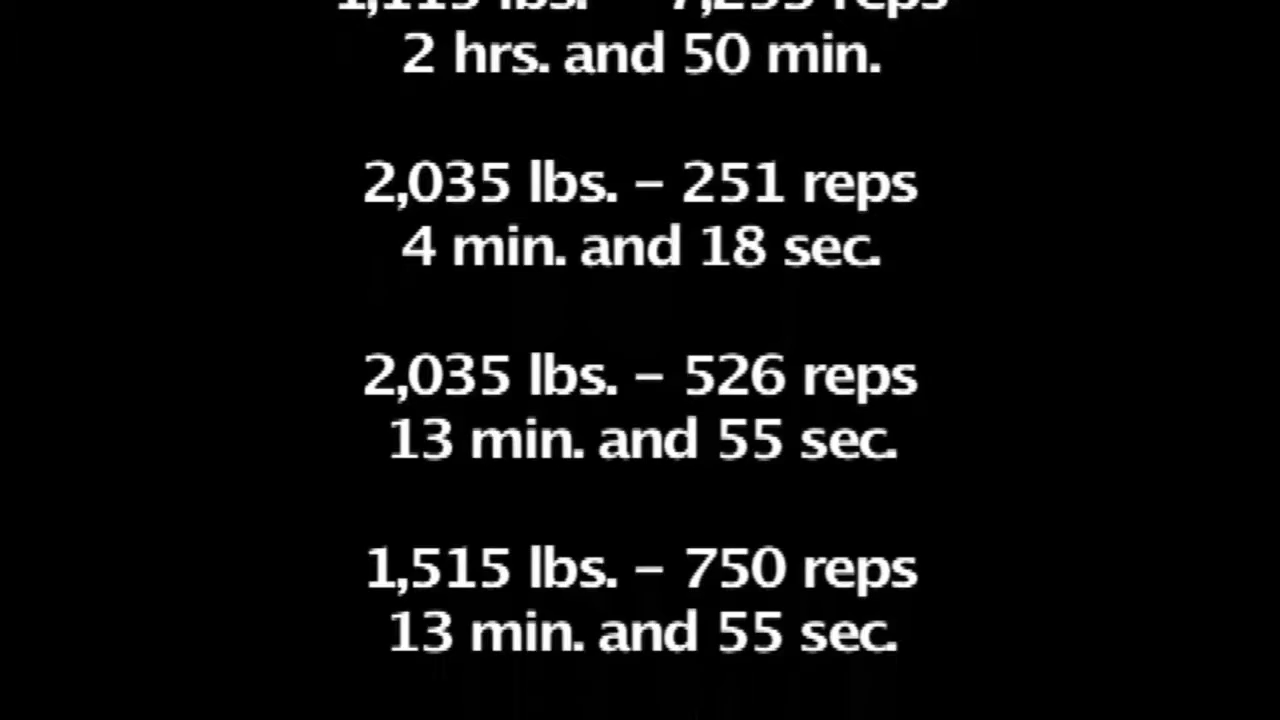 reps
2 hrs. and 50 min.
2,035 lbs. – 251 reps
4 min. and 18 sec.
2,035 lbs. – 526 reps
13 min. and 55 sec.
1,515 lbs. – 750 reps
13 min. and 55 sec.